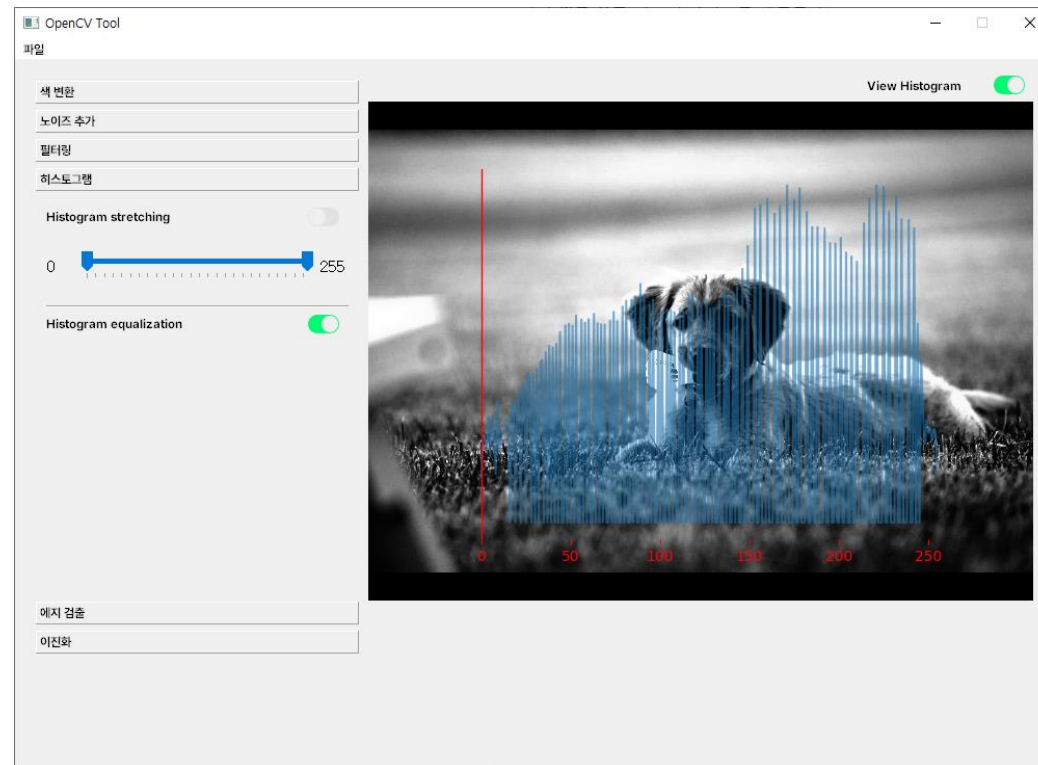 OpenCV Tool
파일
View Histogram
색 변환
노이즈 추가
필터링
히스토그램
Histogram stretching
0 255
Histogram equalization
0 50 100 150 200 250
에지 검출
이진화